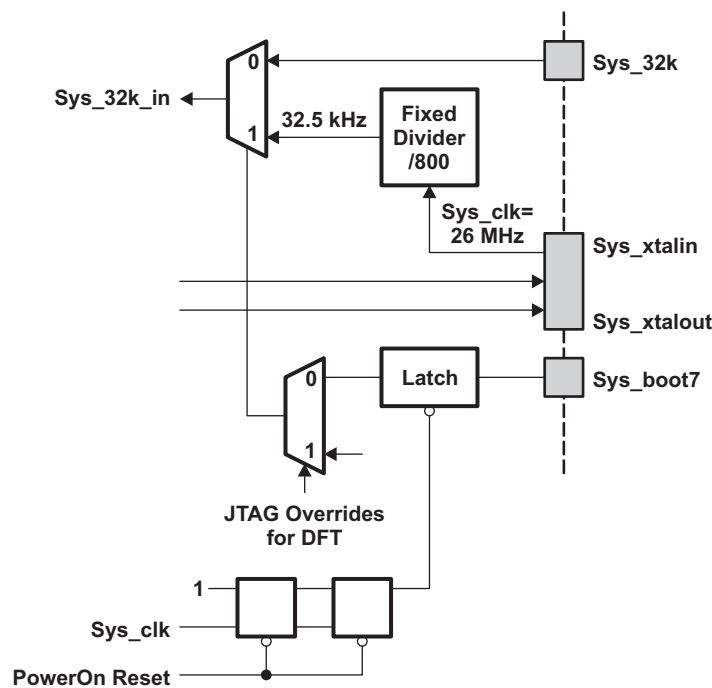 0
Sys_32k
Sys_32k_in
Fixed
Divider
/800
32.5 kHz
1
Sys_clk=
26 MHz
Sys_xtalin
Sys_xtalout
0
Latch
Sys_boot7
1
JTAG Overrides
for DFT
1
Sys_clk
PowerOn Reset